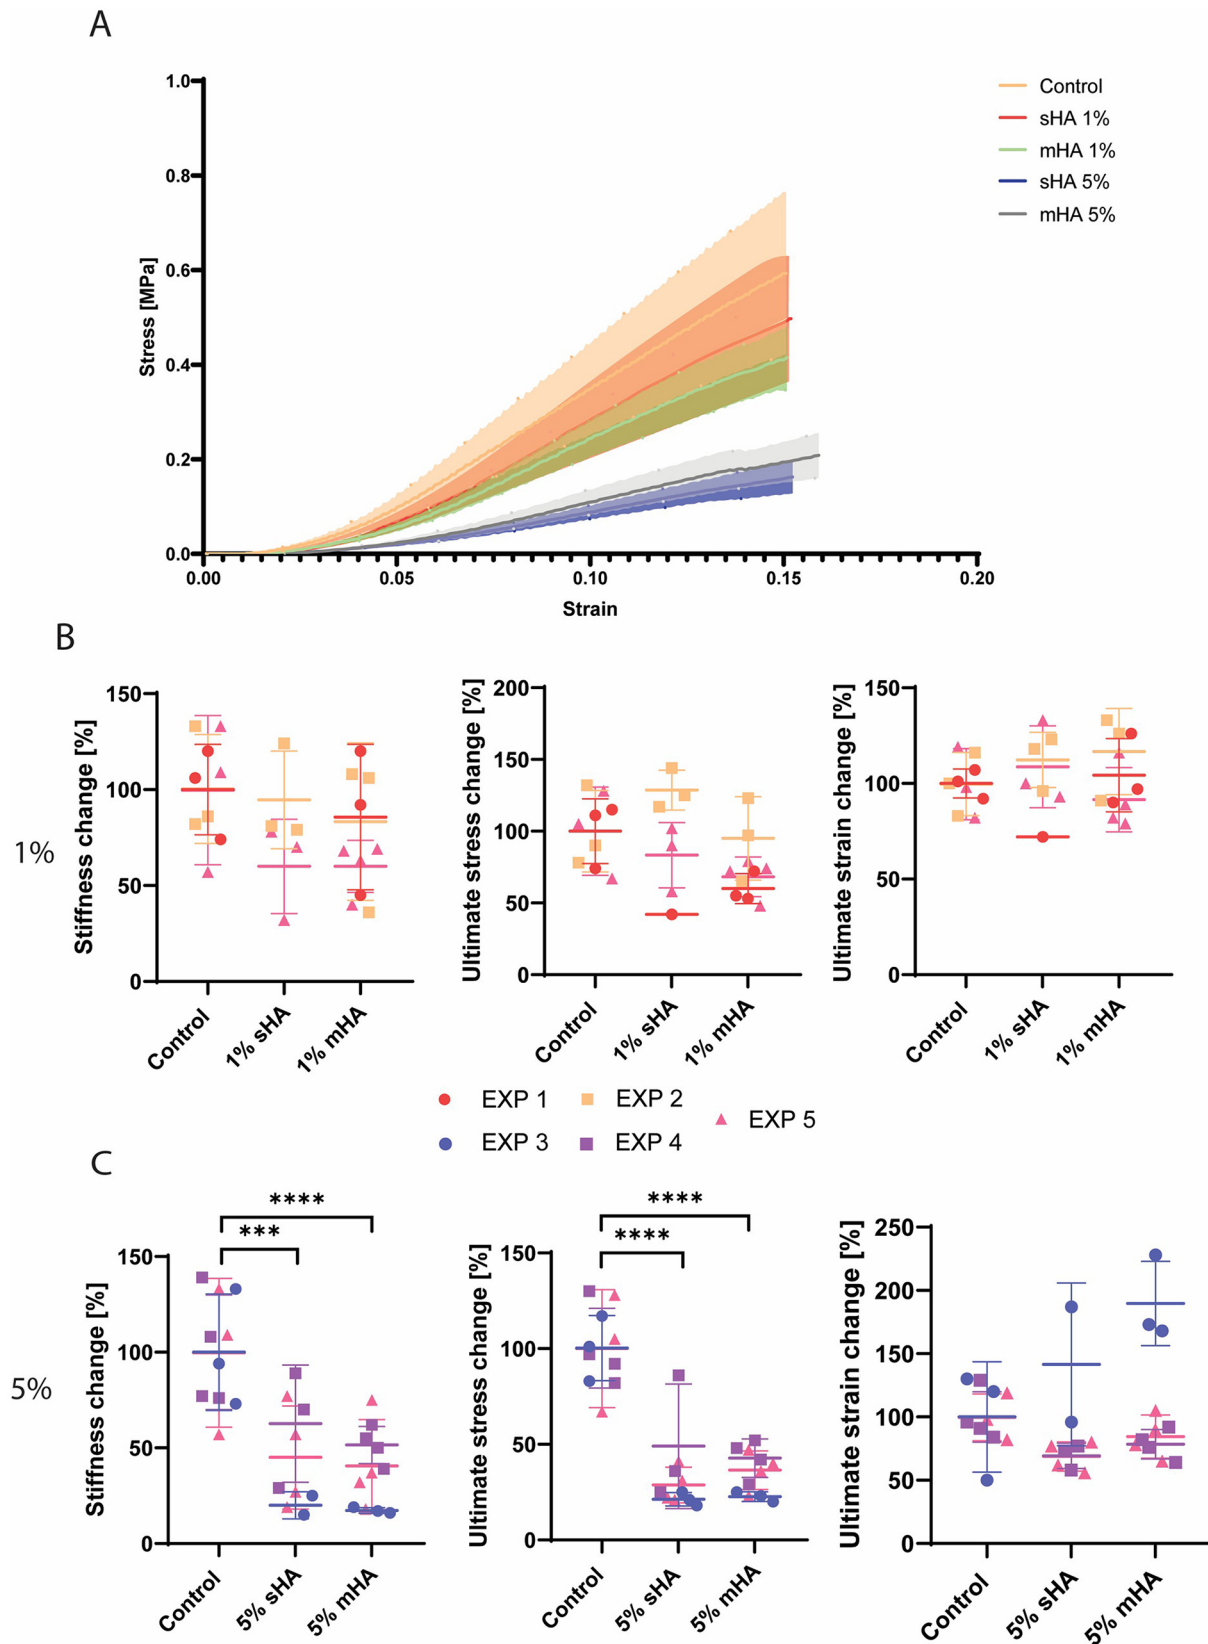 A
1.0
0.8
0.6
0.4
0.2
0.0
Stress [MPa]
0.00 0.05 0.10 0.15 0.20
Strain
Control
sHA 1%
mHA 1%
sHA 5%
mHA 5%
B
1%
Stiffness change [%]
150
100
50
0
Control 1% sHA 1% mHA
Ultimate stress change [%]
200
150
100
50
0
Control 1% sHA 1% mHA
Ultimate strain change [%]
150
100
50
0
Control 1% sHA 1% mHA
EXP 1 EXP 2
EXP 5
EXP 3 EXP 4
C
5%
****
***
Stiffness change [%]
150
100
50
0
Control 5% sHA 5% mHA
****
****
Ultimate stress change [%]
150
100
50
0
Control 5% sHA 5% mHA
Ultimate strain change [%]
250
200
150
100
50
0
Control 5% sHA 5% mHA